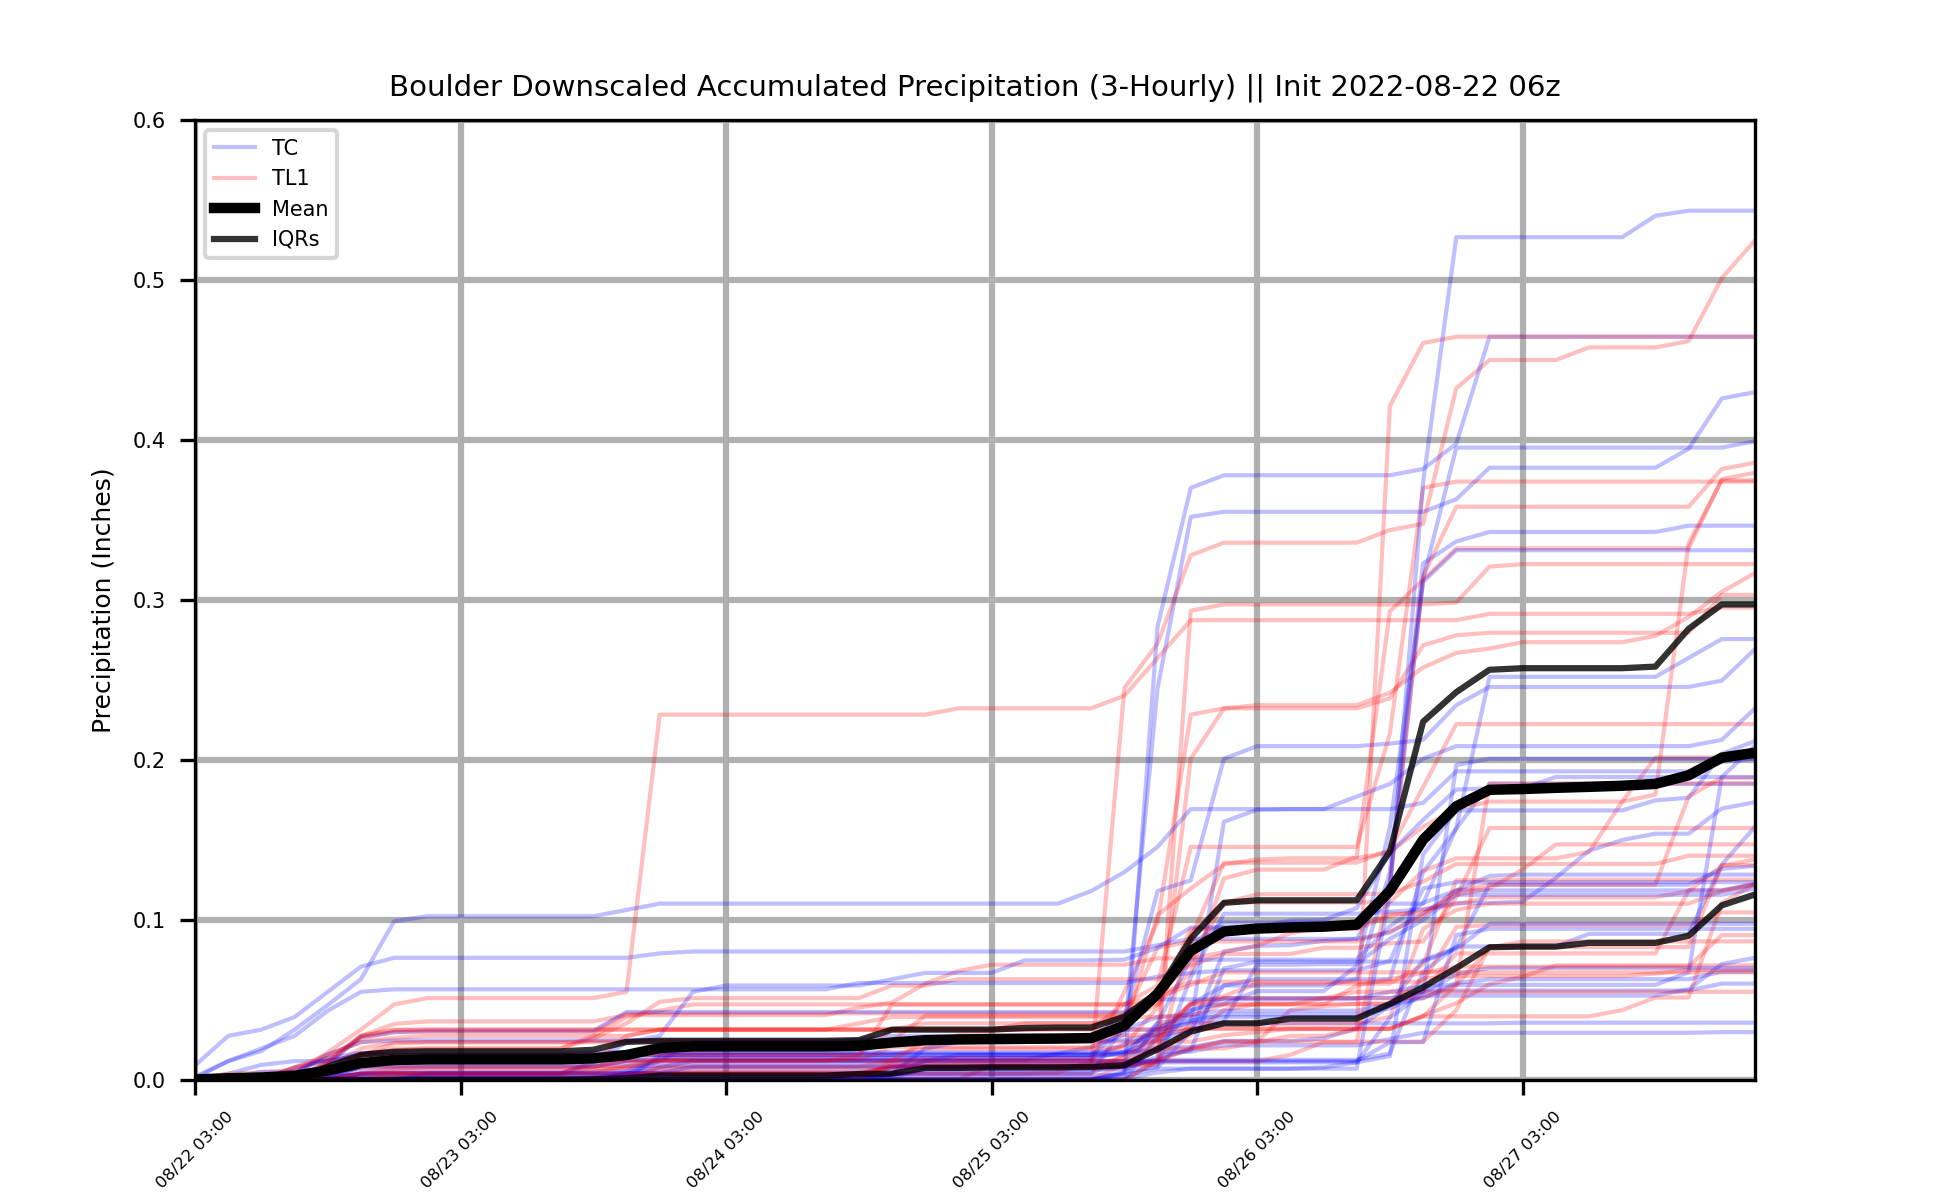 Boulder Downscaled Accumulated Precipitation (3-Hourly) || Init 2022-08-22 06z
TC
TL1
Mean
IQRs
Precipitation (Inches)
0.6
0.5
0.4
0.3
0.2
0.1
0.0
08/22 03:00
08/23 03:00
08/24 03:00
08/25 03:00
08/26 03:00
08/27 03:00